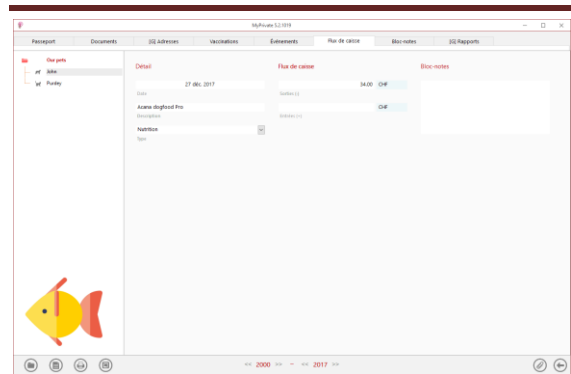 MyPrivate 5.2.1019
Passeport Documents [G] Adresses Vaccinations Événements Flux de caisse Bloc-notes [G] Rapports
Our pets
John
Détail Flux de caisse Bloc-notes
27 déc. 2017 34.00 CHF
Date Sorties (-)
Acana dogfood Pro CHF
Description Entrées (+)
Nutrition
Type
<< 2000 >> - << 2017 >>